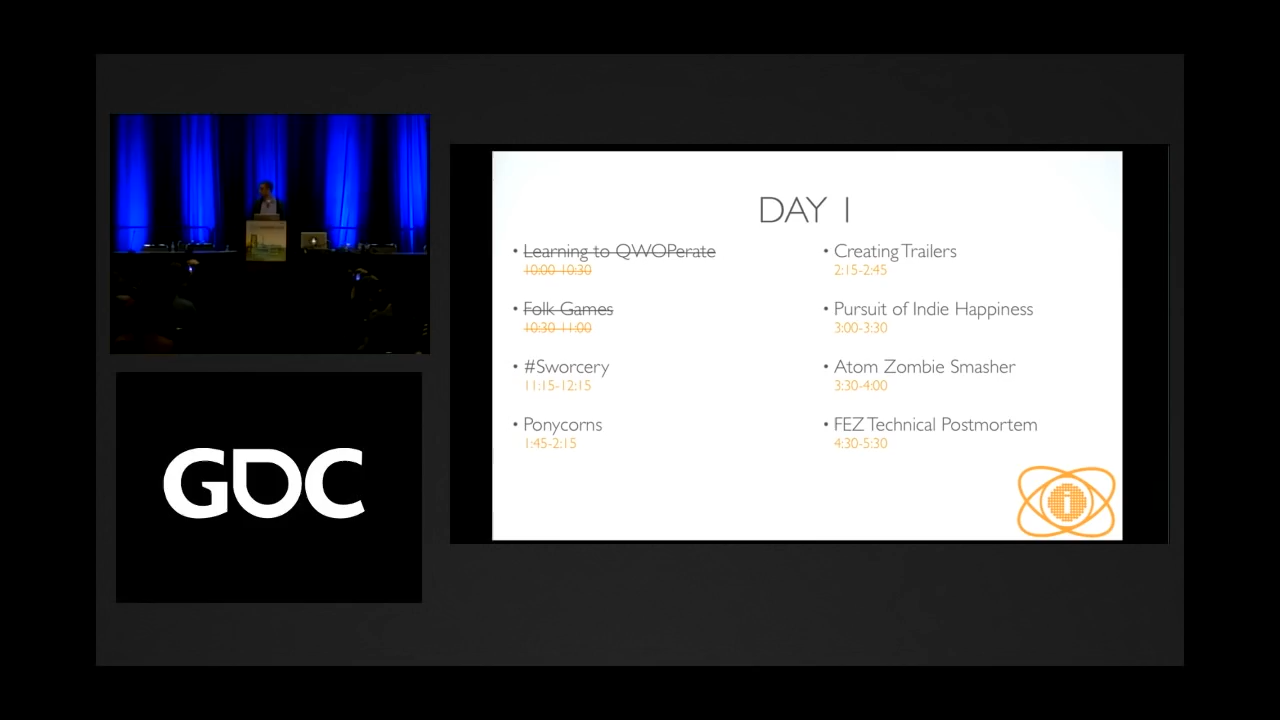 DAY 1
• Learning to QWOPerate
10:00-10:30
• Folk Games
10:30-11:00
• #Sworcery
11:15-12:15
• Ponycorns
1:45-2:15
• Creating Trailers
2:15-2:45
• Pursuit of Indie Happiness
3:00-3:30
• Atom Zombie Smasher
3:30-4:00
• FEZ Technical Postmortem
4:30-5:30
i
GDC